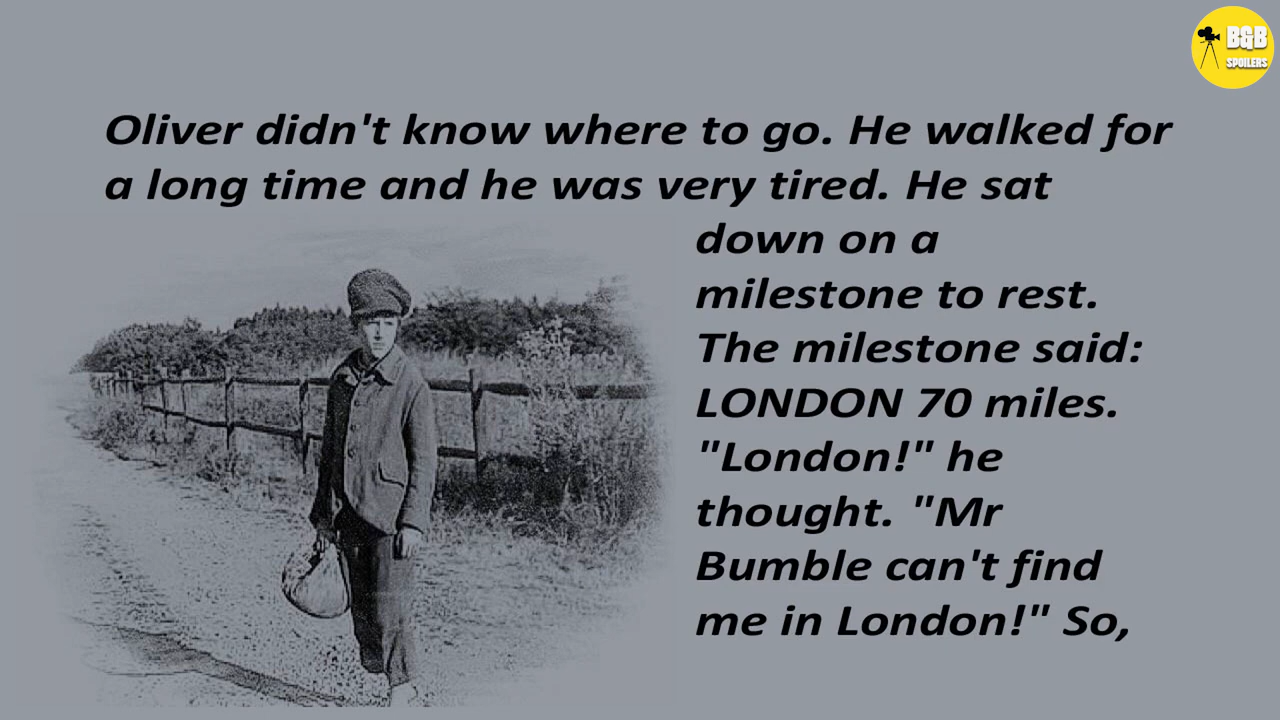 B&B
SPOILERS
Oliver didn't know where to go. He walked for
a long time and he was very tired. He sat
down on a
milestone to rest.
The milestone said:
LONDON 70 miles.
"London!" he
thought. "Mr
Bumble can't find
me in London!" So,